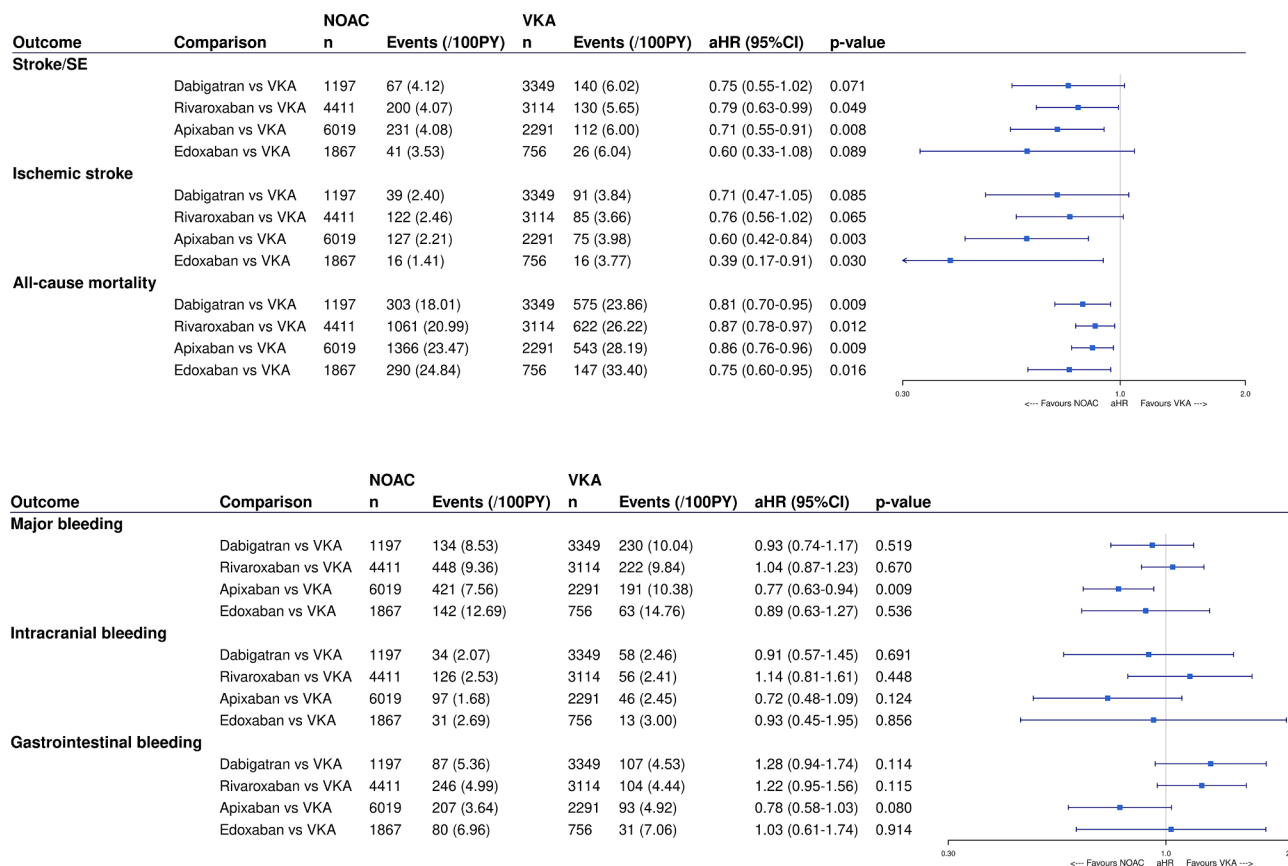 NOAC VKA
Outcome Comparison n Events (/100PY) n Events (/100PY) aHR (95%CI) p-value
Stroke/SE
Dabigatran vs VKA 1197 67 (4.12) 3349 140 (6.02) 0.75 (0.55-1.02) 0.071
Rivaroxaban vs VKA 4411 200 (4.07) 3114 130 (5.65) 0.79 (0.63-0.99) 0.049
Apixaban vs VKA 6019 231 (4.08) 2291 112 (6.00) 0.71 (0.55-0.91) 0.008
Edoxaban vs VKA 1867 41 (3.53) 756 26 (6.04) 0.60 (0.33-1.08) 0.089
Ischemic stroke
Dabigatran vs VKA 1197 39 (2.40) 3349 91 (3.84) 0.71 (0.47-1.05) 0.085
Rivaroxaban vs VKA 4411 122 (2.46) 3114 85 (3.66) 0.76 (0.56-1.02) 0.065
Apixaban vs VKA 6019 127 (2.21) 2291 75 (3.98) 0.60 (0.42-0.84) 0.003
Edoxaban vs VKA 1867 16 (1.41) 756 16 (3.77) 0.39 (0.17-0.91) 0.030
All-cause mortality
Dabigatran vs VKA 1197 303 (18.01) 3349 575 (23.86) 0.81 (0.70-0.95) 0.009
Rivaroxaban vs VKA 4411 1061 (20.99) 3114 622 (26.22) 0.87 (0.78-0.97) 0.012
Apixaban vs VKA 6019 1366 (23.47) 2291 543 (28.19) 0.86 (0.76-0.96) 0.009
Edoxaban vs VKA 1867 290 (24.84) 756 147 (33.40) 0.75 (0.60-0.95) 0.016
0.30 1.0 2.0
<--- Favours NOAC aHR Favours VKA --->
NOAC VKA
Outcome Comparison n Events (/100PY) n Events (/100PY) aHR (95%CI) p-value
Major bleeding
Dabigatran vs VKA 1197 134 (8.53) 3349 230 (10.04) 0.93 (0.74-1.17) 0.519
Rivaroxaban vs VKA 4411 448 (9.36) 3114 222 (9.84) 1.04 (0.87-1.23) 0.670
Apixaban vs VKA 6019 421 (7.56) 2291 191 (10.38) 0.77 (0.63-0.94) 0.009
Edoxaban vs VKA 1867 142 (12.69) 756 63 (14.76) 0.89 (0.63-1.27) 0.536
Intracranial bleeding
Dabigatran vs VKA 1197 34 (2.07) 3349 58 (2.46) 0.91 (0.57-1.45) 0.691
Rivaroxaban vs VKA 4411 126 (2.53) 3114 56 (2.41) 1.14 (0.81-1.61) 0.448
Apixaban vs VKA 6019 97 (1.68) 2291 46 (2.45) 0.72 (0.48-1.09) 0.124
Edoxaban vs VKA 1867 31 (2.69) 756 13 (3.00) 0.93 (0.45-1.95) 0.856
Gastrointestinal bleeding
Dabigatran vs VKA 1197 87 (5.36) 3349 107 (4.53) 1.28 (0.94-1.74) 0.114
Rivaroxaban vs VKA 4411 246 (4.99) 3114 104 (4.44) 1.22 (0.95-1.56) 0.115
Apixaban vs VKA 6019 207 (3.64) 2291 93 (4.92) 0.78 (0.58-1.03) 0.080
Edoxaban vs VKA 1867 80 (6.96) 756 31 (7.06) 1.03 (0.61-1.74) 0.914
0.30 1.0
<--- Favours NOAC aHR Favours VKA --->